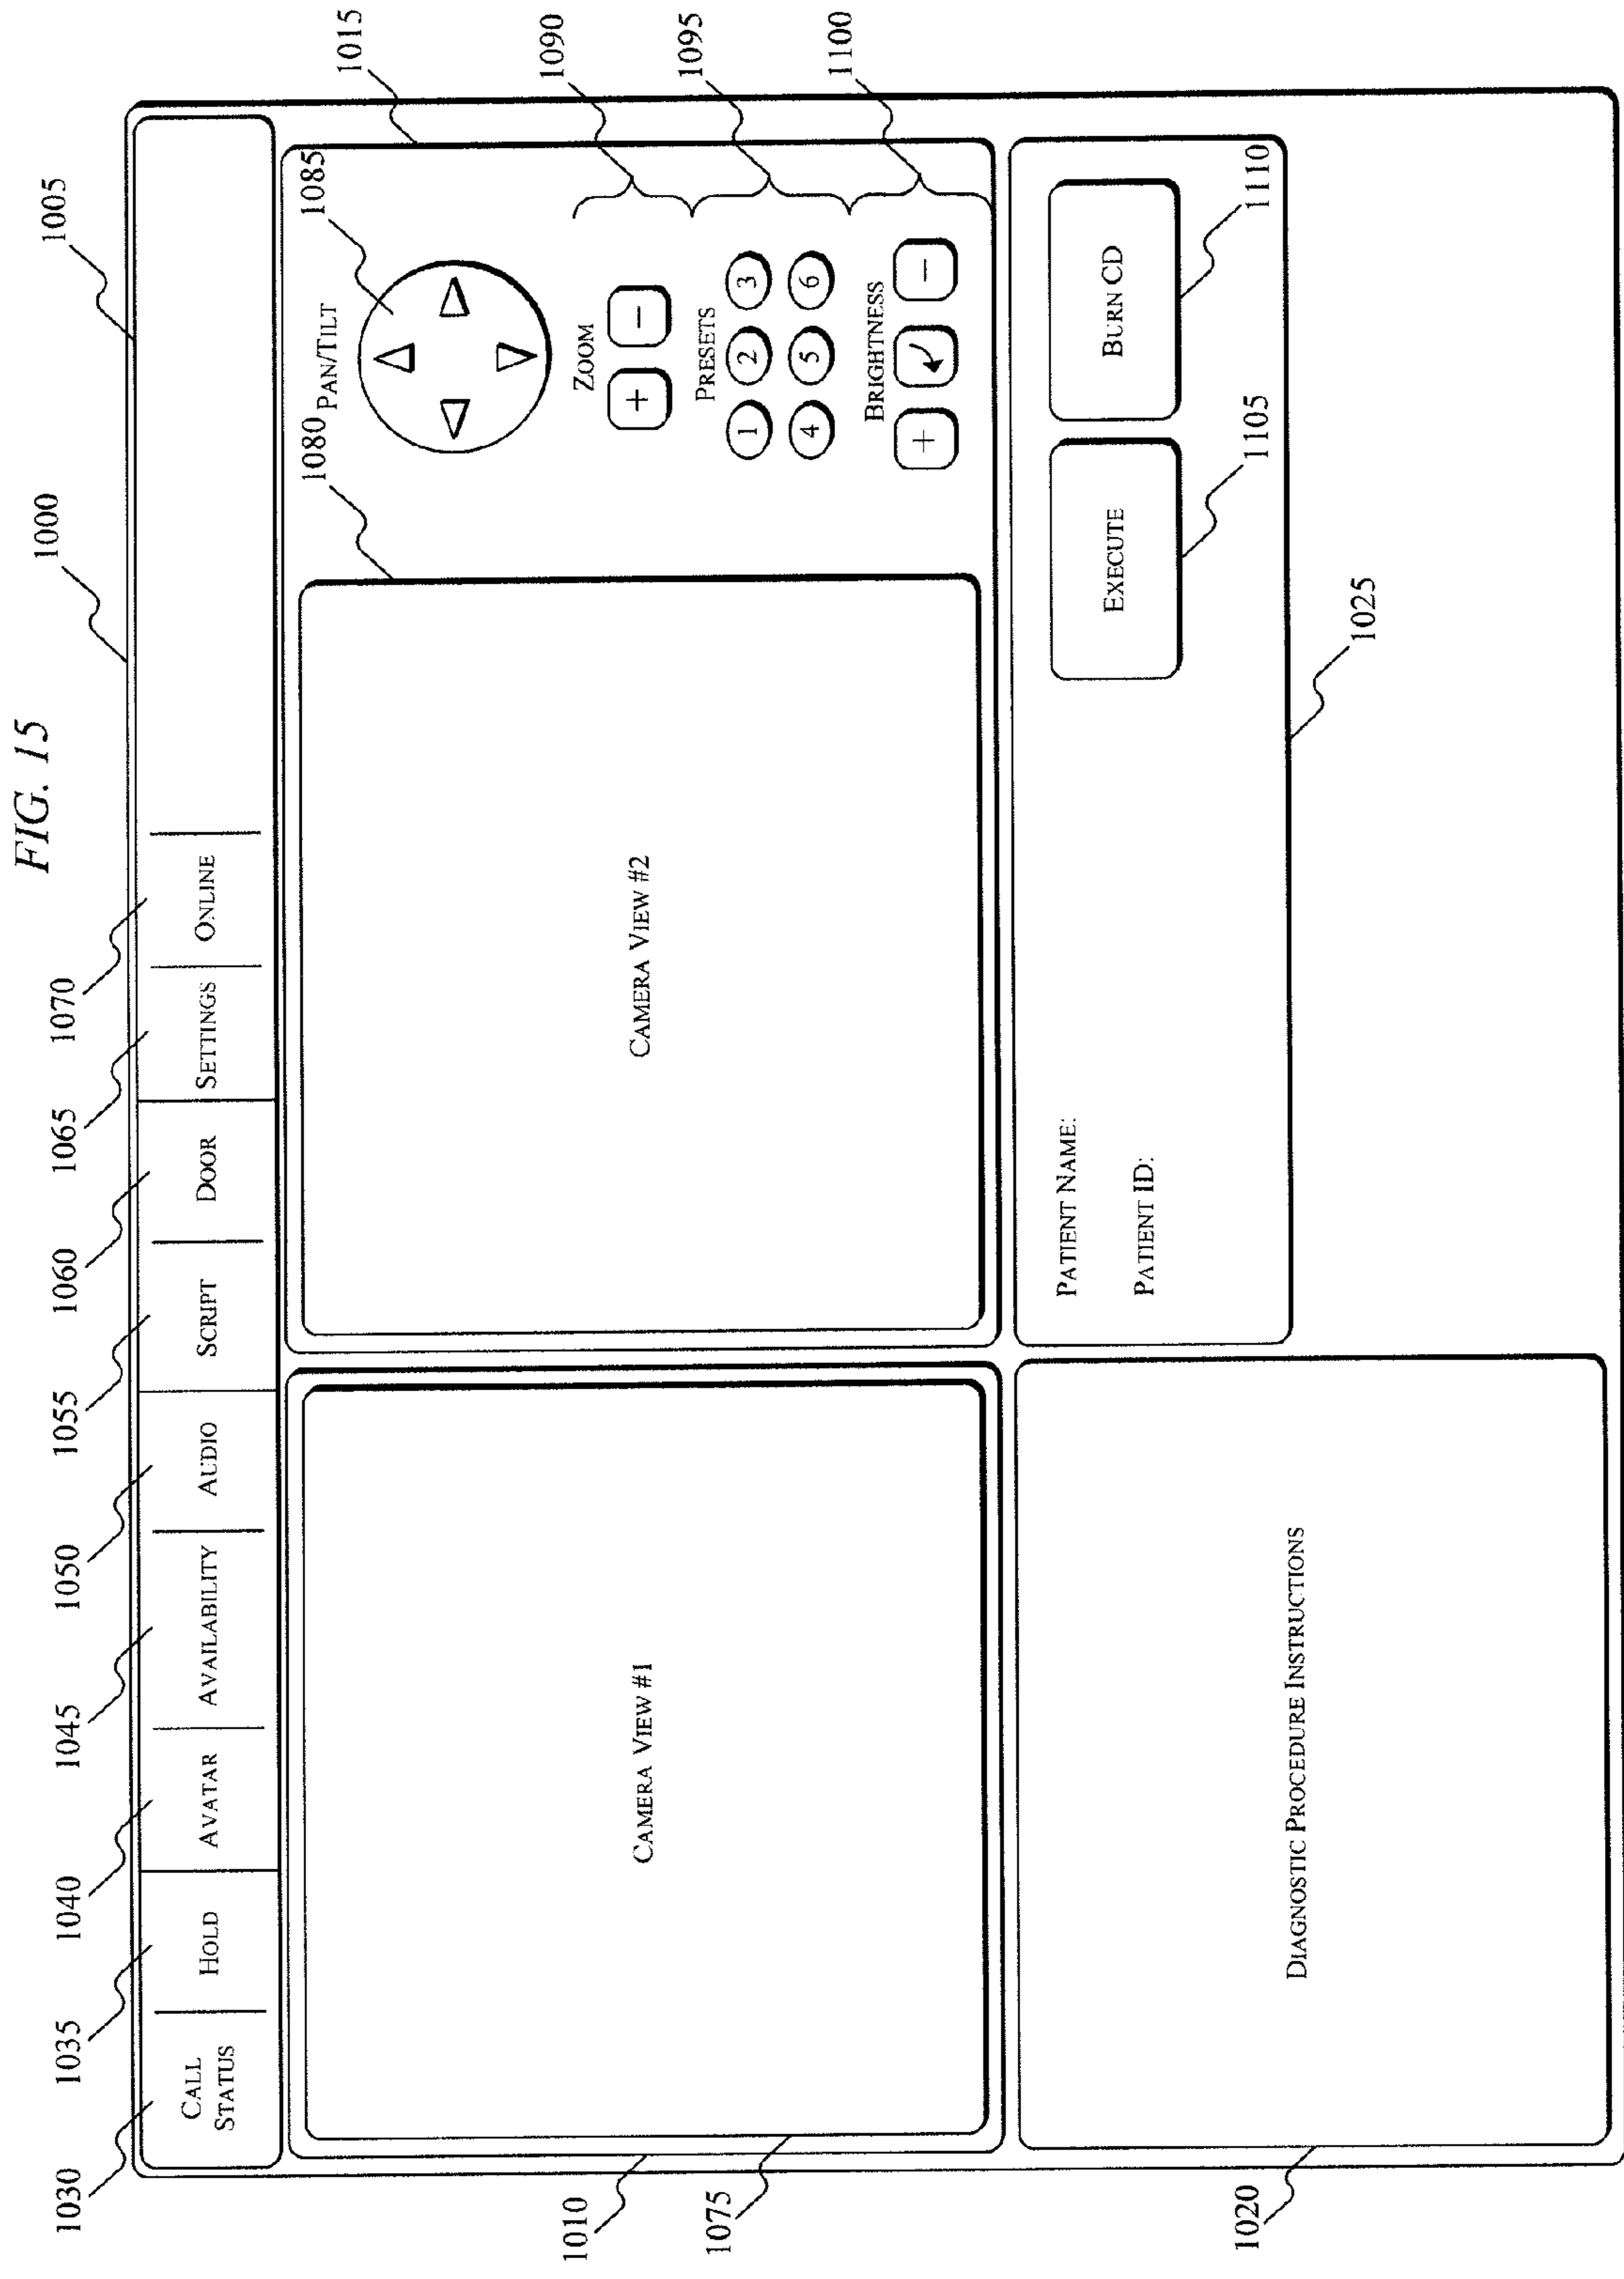 FIG. 15
1000
1005
1030
1035
1040
1045
1050
1055
1060
1065
1070
CALL
STATUS
HOLD
AVATAR
AVAILABILITY
AUDIO
SCRIPT
DOOR
SETTINGS
ONLINE
1010
1075
CAMERA VIEW #1
CAMERA VIEW #2
1080
PAN/TILT
1085
1015
ZOOM
+
−
1090
PRESETS
1
2
3
4
5
6
1095
BRIGHTNESS
+
−
1100
1020
DIAGNOSTIC PROCEDURE INSTRUCTIONS
PATIENT NAME:
PATIENT ID:
EXECUTE
BURN CD
1105
1110
1025